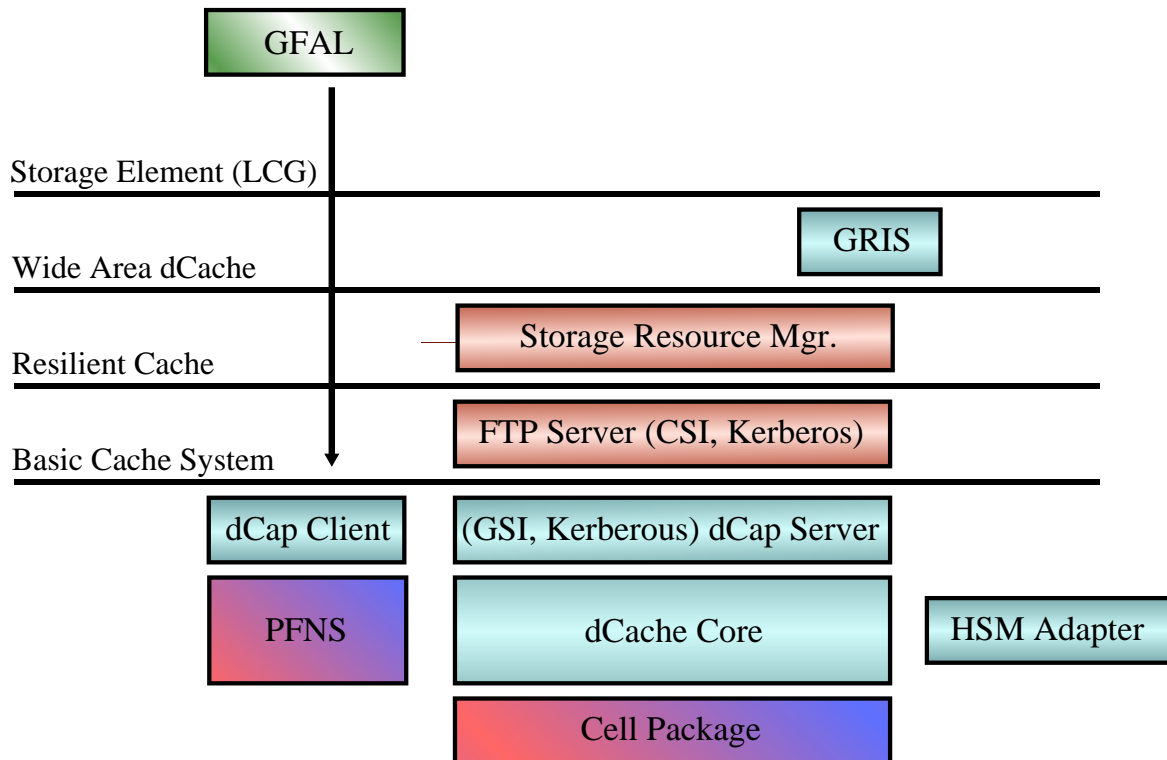 GFAL
Storage Element (LCG)
GRIS
Wide Area dCache
Storage Resource Mgr.
Resilient Cache
FTP Server (CSI, Kerberos)
Basic Cache System
dCap Client
(GSI, Kerberous) dCap Server
PFNS
dCache Core
HSM Adapter
Cell Package